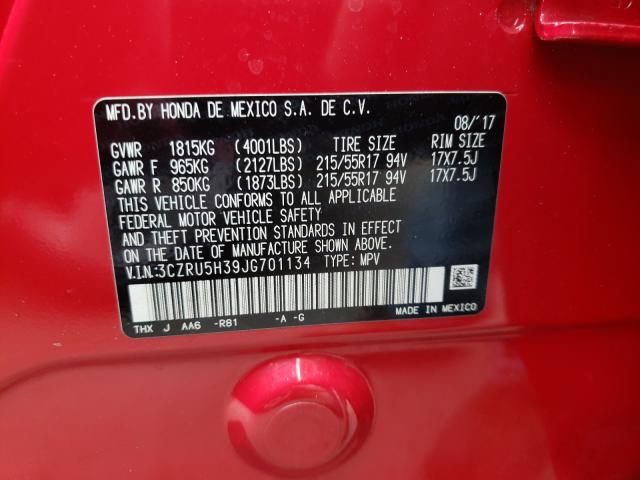 MFD.BY HONDA DE MEXICO S.A. DE C.V.
08/'17
GVWR 1815KG (4001LBS) TIRE SIZE RIM SIZE
GAWR F 965KG (2127LBS) 215/55R17 94V 17X7.5J
GAWR R 850KG (1873LBS) 215/55R17 94V 17X7.5J
THIS VEHICLE CONFORMS TO ALL APPLICABLE
FEDERAL MOTOR VEHICLE SAFETY
AND THEFT PREVENTION STANDARDS IN EFFECT
ON THE DATE OF MANUFACTURE SHOWN ABOVE.
V.I.N:3CZRU5H39JG701134 TYPE: MPV
THX J AA6 -R81 -A -G
MADE IN MEXICO